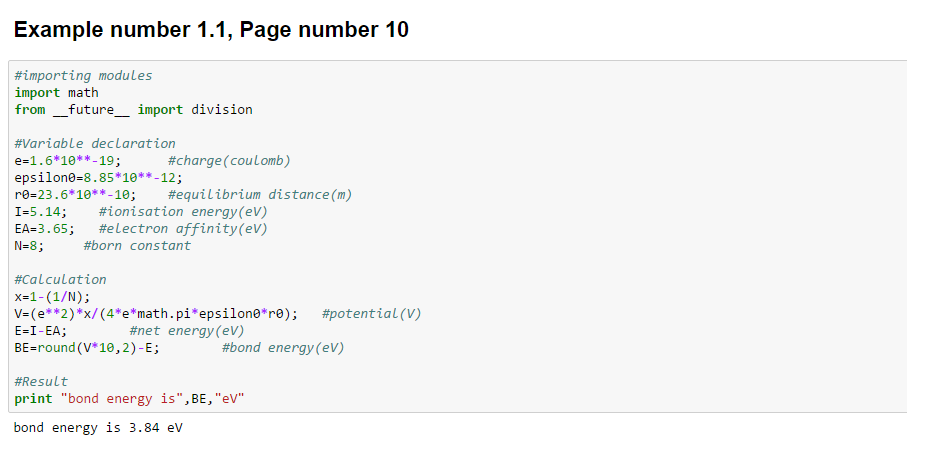 Example number 1.1, Page number 10
#importing modules
import math
from __future__ import division
#Variable declaration
e=1.6*10**-19;      #charge(coulomb)
epsilon0=8.85*10**-12;
r0=23.6*10**-10;    #equilibrium distance(m)
I=5.14;    #ionisation energy(eV)
EA=3.65;   #electron affinity(eV)
N=8;     #born constant
#Calculation
x=1-(1/N);
V=(e**2)*x/(4*e*math.pi*epsilon0*r0);   #potential(V)
E=I-EA;        #net energy(eV)
BE=round(V*10,2)-E;        #bond energy(eV)
#Result
print "bond energy is",BE,"eV"
bond energy is 3.84 eV